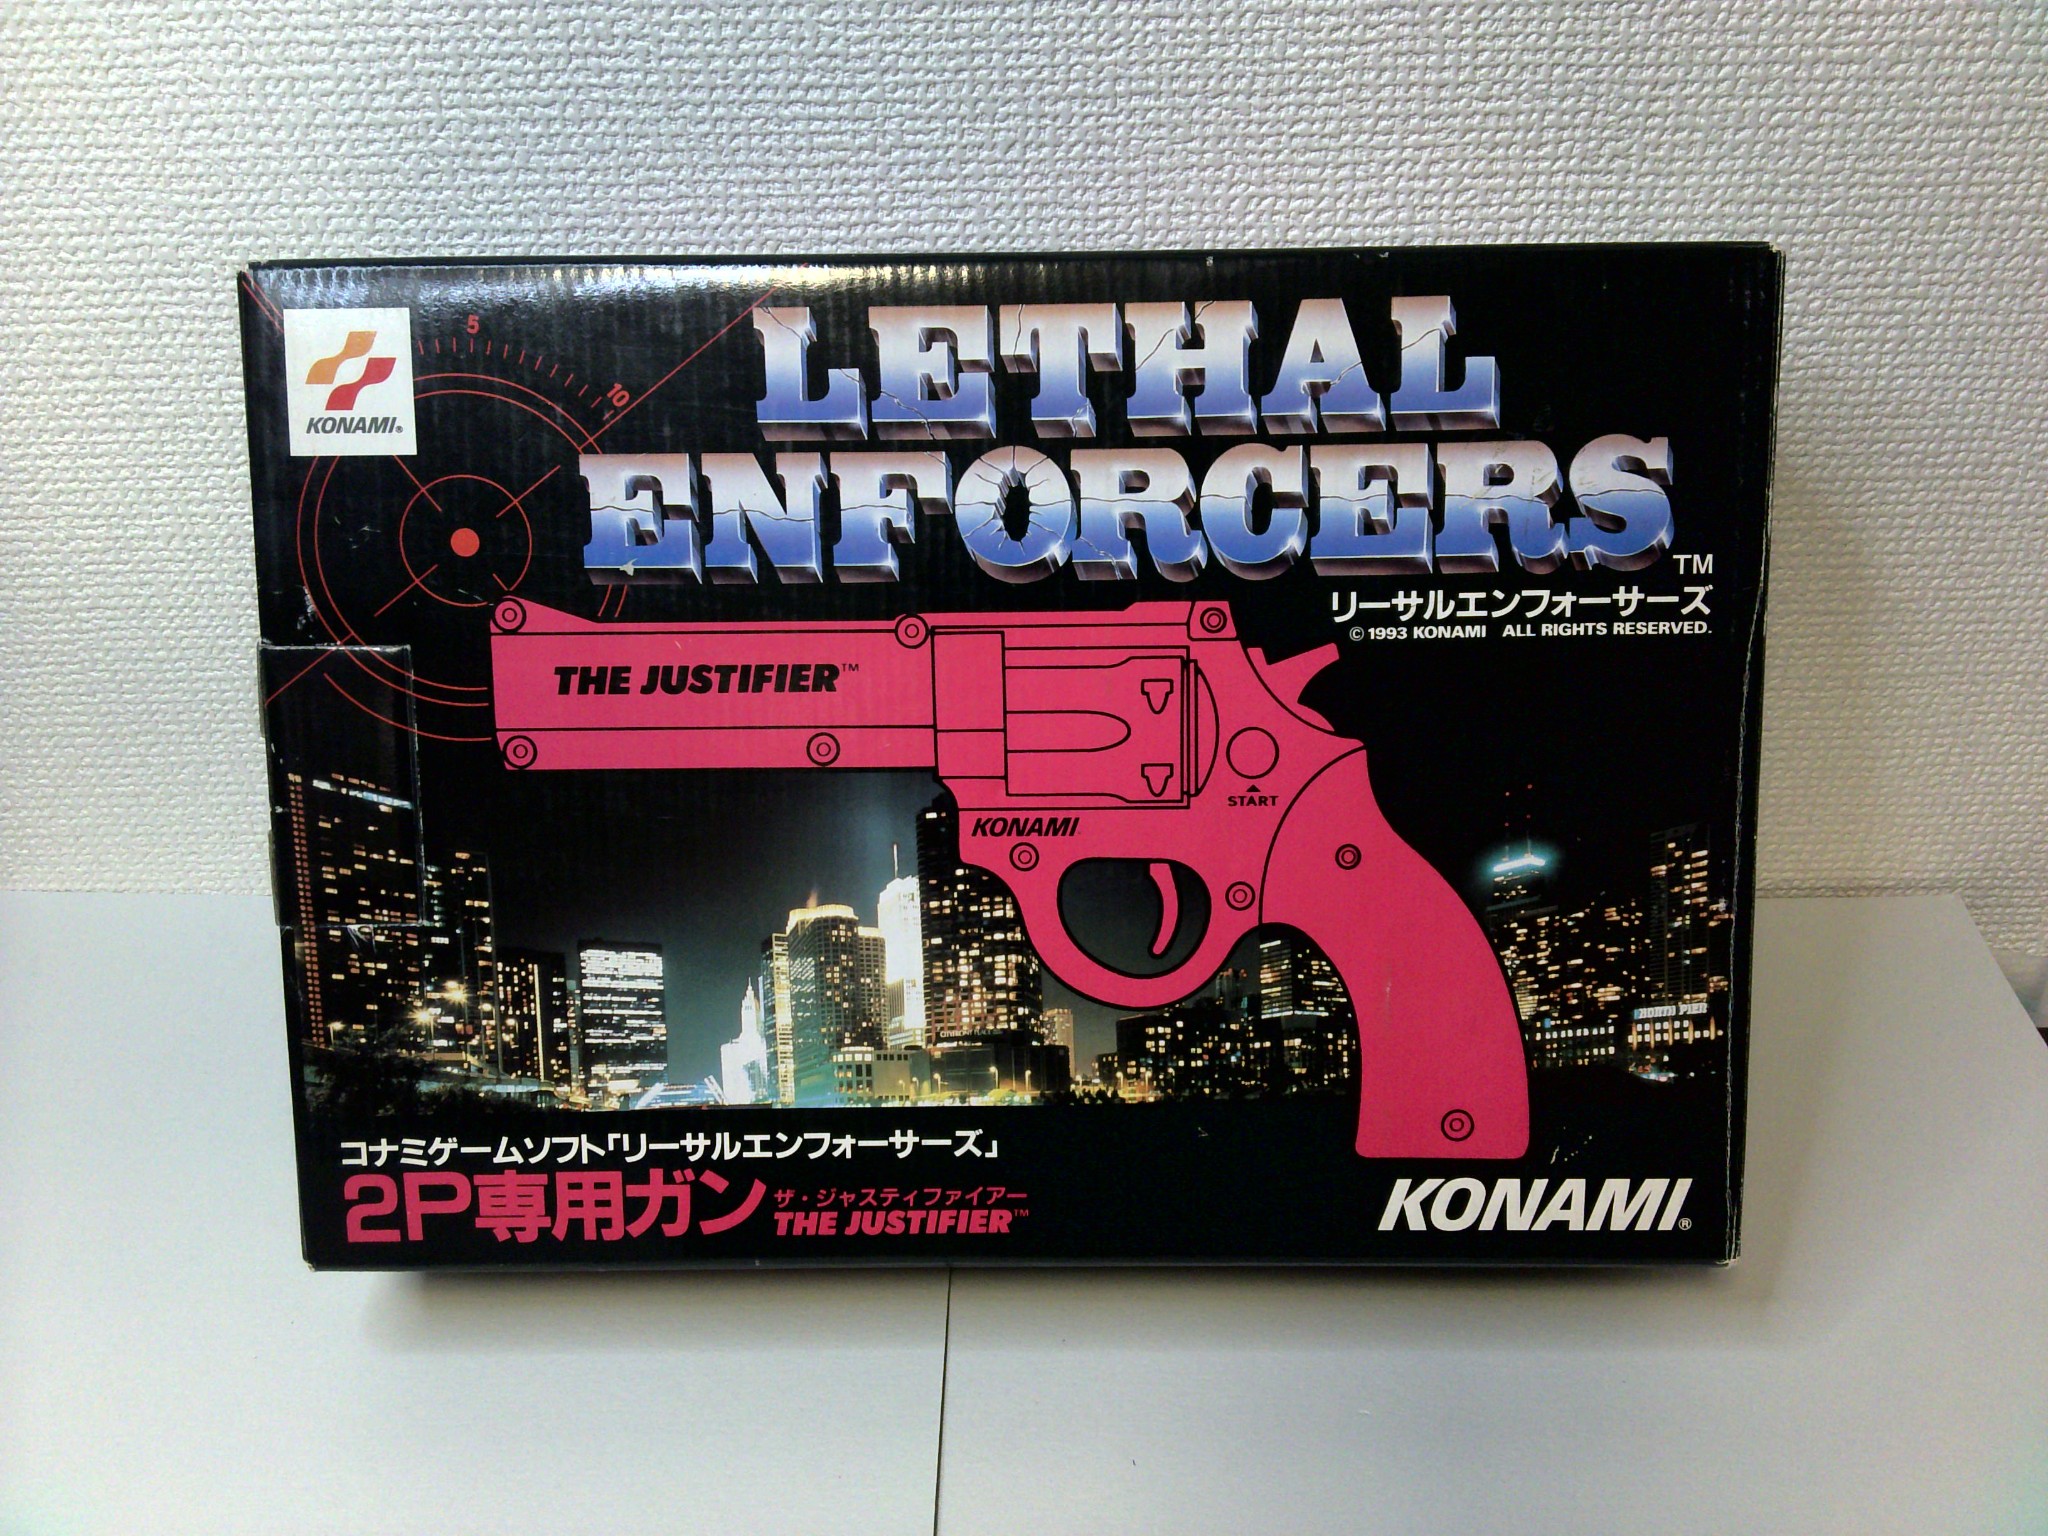 KONAMI®
5
10
LETHAL
ENFORCERS™
リーサルエンフォーサーズ
© 1993 KONAMI ALL RIGHTS RESERVED.
THE JUSTIFIER™
START
KONAMI
NORTH PIER
コナミゲームソフト「リーサルエンフォーサーズ」
2P専用ガン
ザ・ジャスティファイアー
THE JUSTIFIER™
KONAMI®